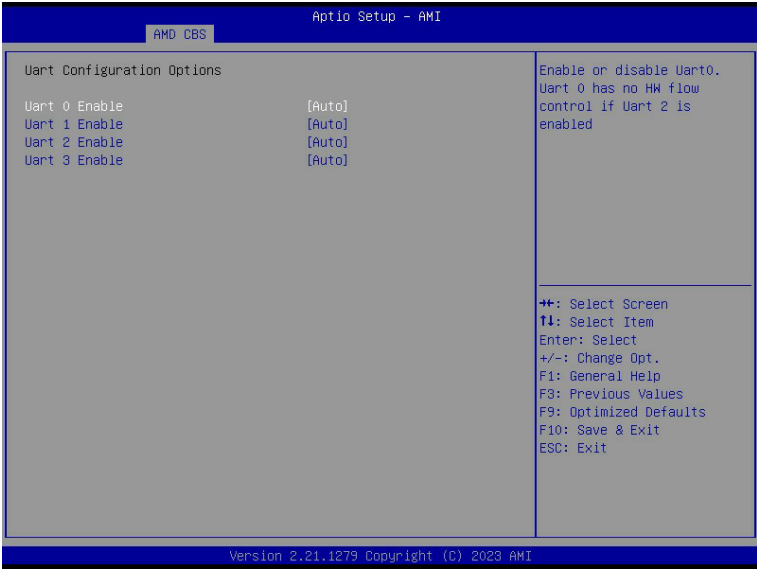 Aptio Setup – AMI
AMD CBS
Uart Configuration Options
Uart 0 Enable [Auto]
Uart 1 Enable [Auto]
Uart 2 Enable [Auto]
Uart 3 Enable [Auto]
Enable or disable Uart0.
Uart 0 has no HW flow
control if Uart 2 is
enabled
→←: Select Screen
↑↓: Select Item
Enter: Select
+/-: Change Opt.
F1: General Help
F3: Previous Values
F9: Optimized Defaults
F10: Save & Exit
ESC: Exit
Version 2.21.1279 Copyright (C) 2023 AMI